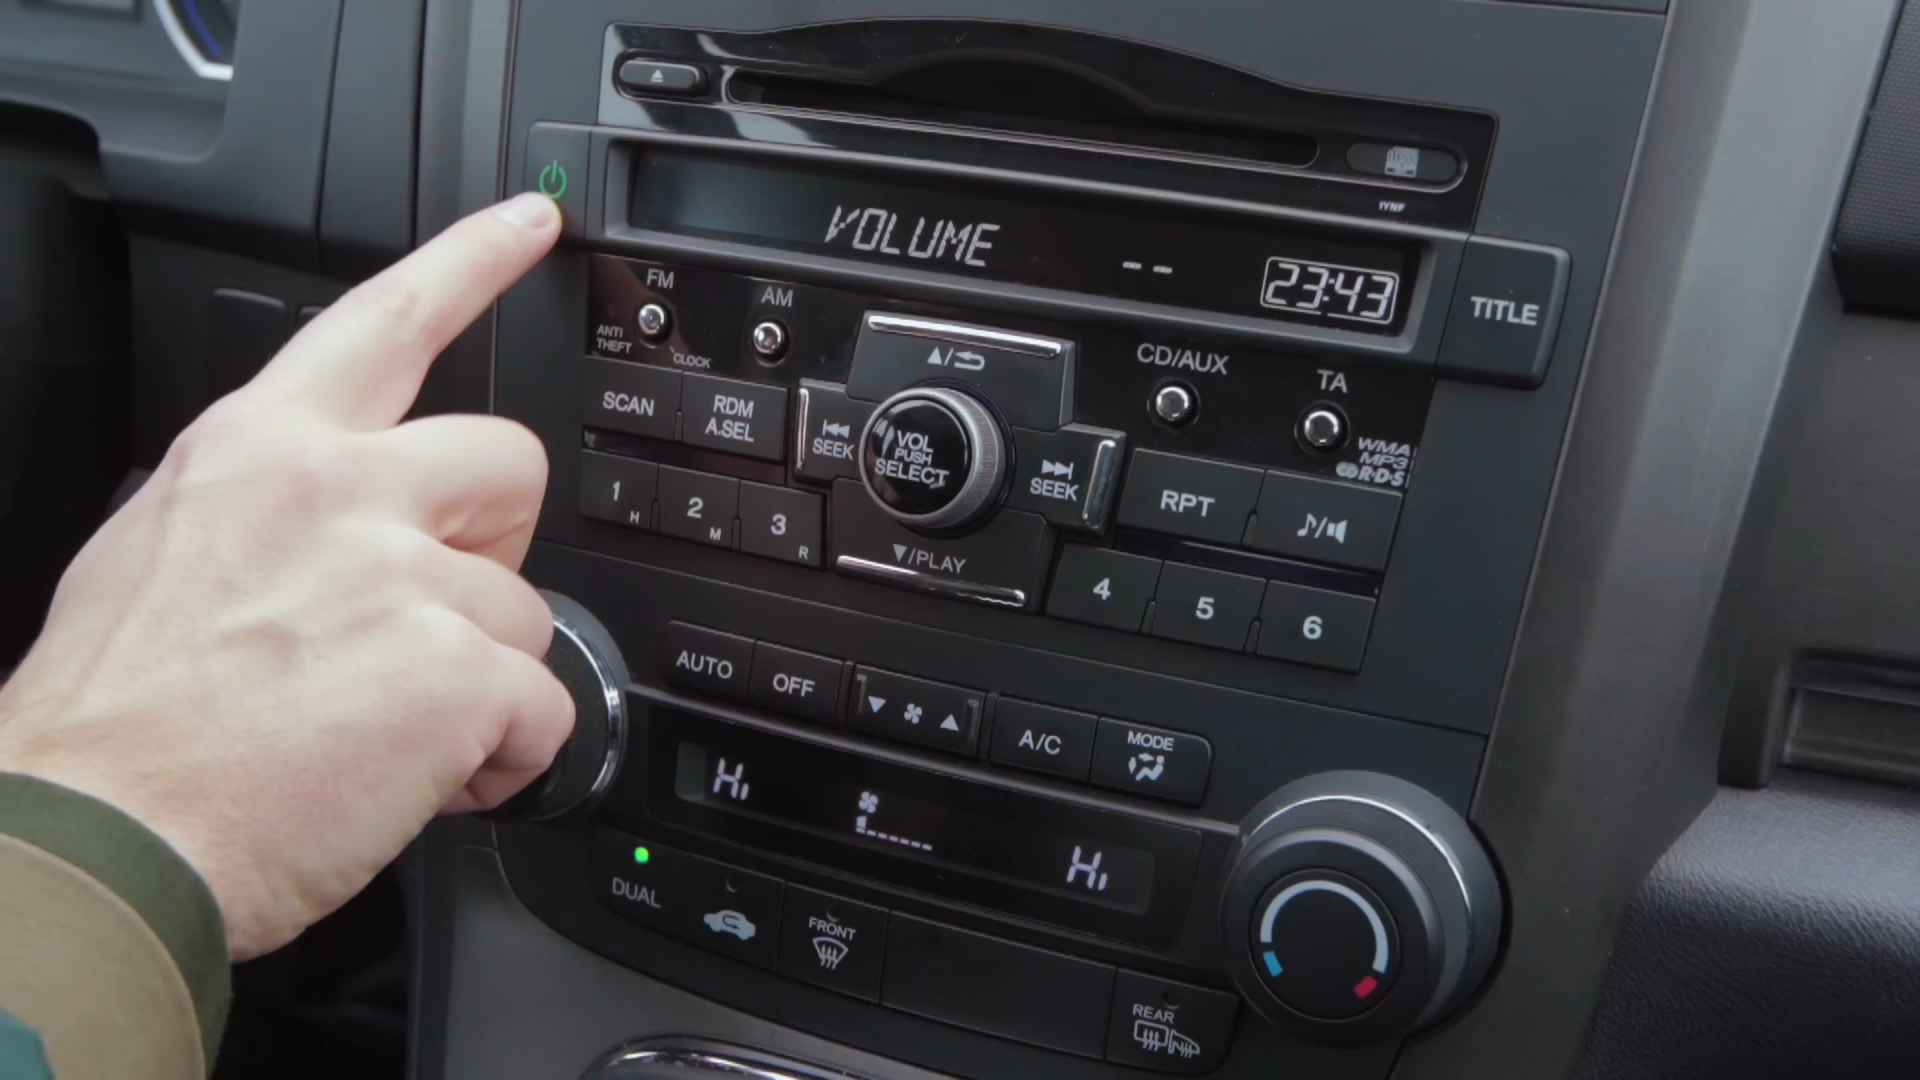 1YNF
VOLUME -- 23:43
TITLE
FM
AM
ANTI
THEFT
CLOCK
CD/AUX
TA
WMA
MP3
R·D·S
SCAN
RDM
A.SEL
SEEK
VOL
PUSH
SELECT
SEEK
RPT
1 H
2 M
3 R
/PLAY
4
5
6
AUTO
OFF
A/C
MODE
Hi
Hi
DUAL
FRONT
REAR